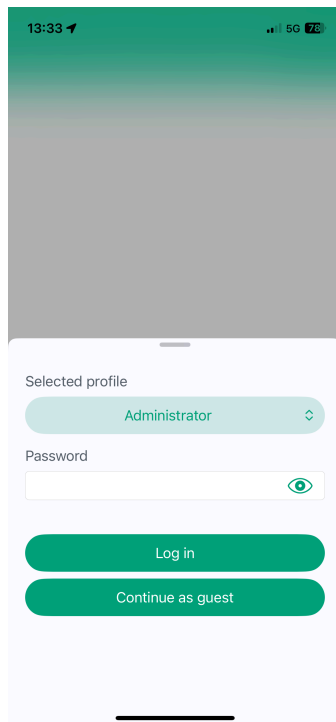 13:33
5G 78
Selected profile
Administrator
Password
Log in
Continue as guest